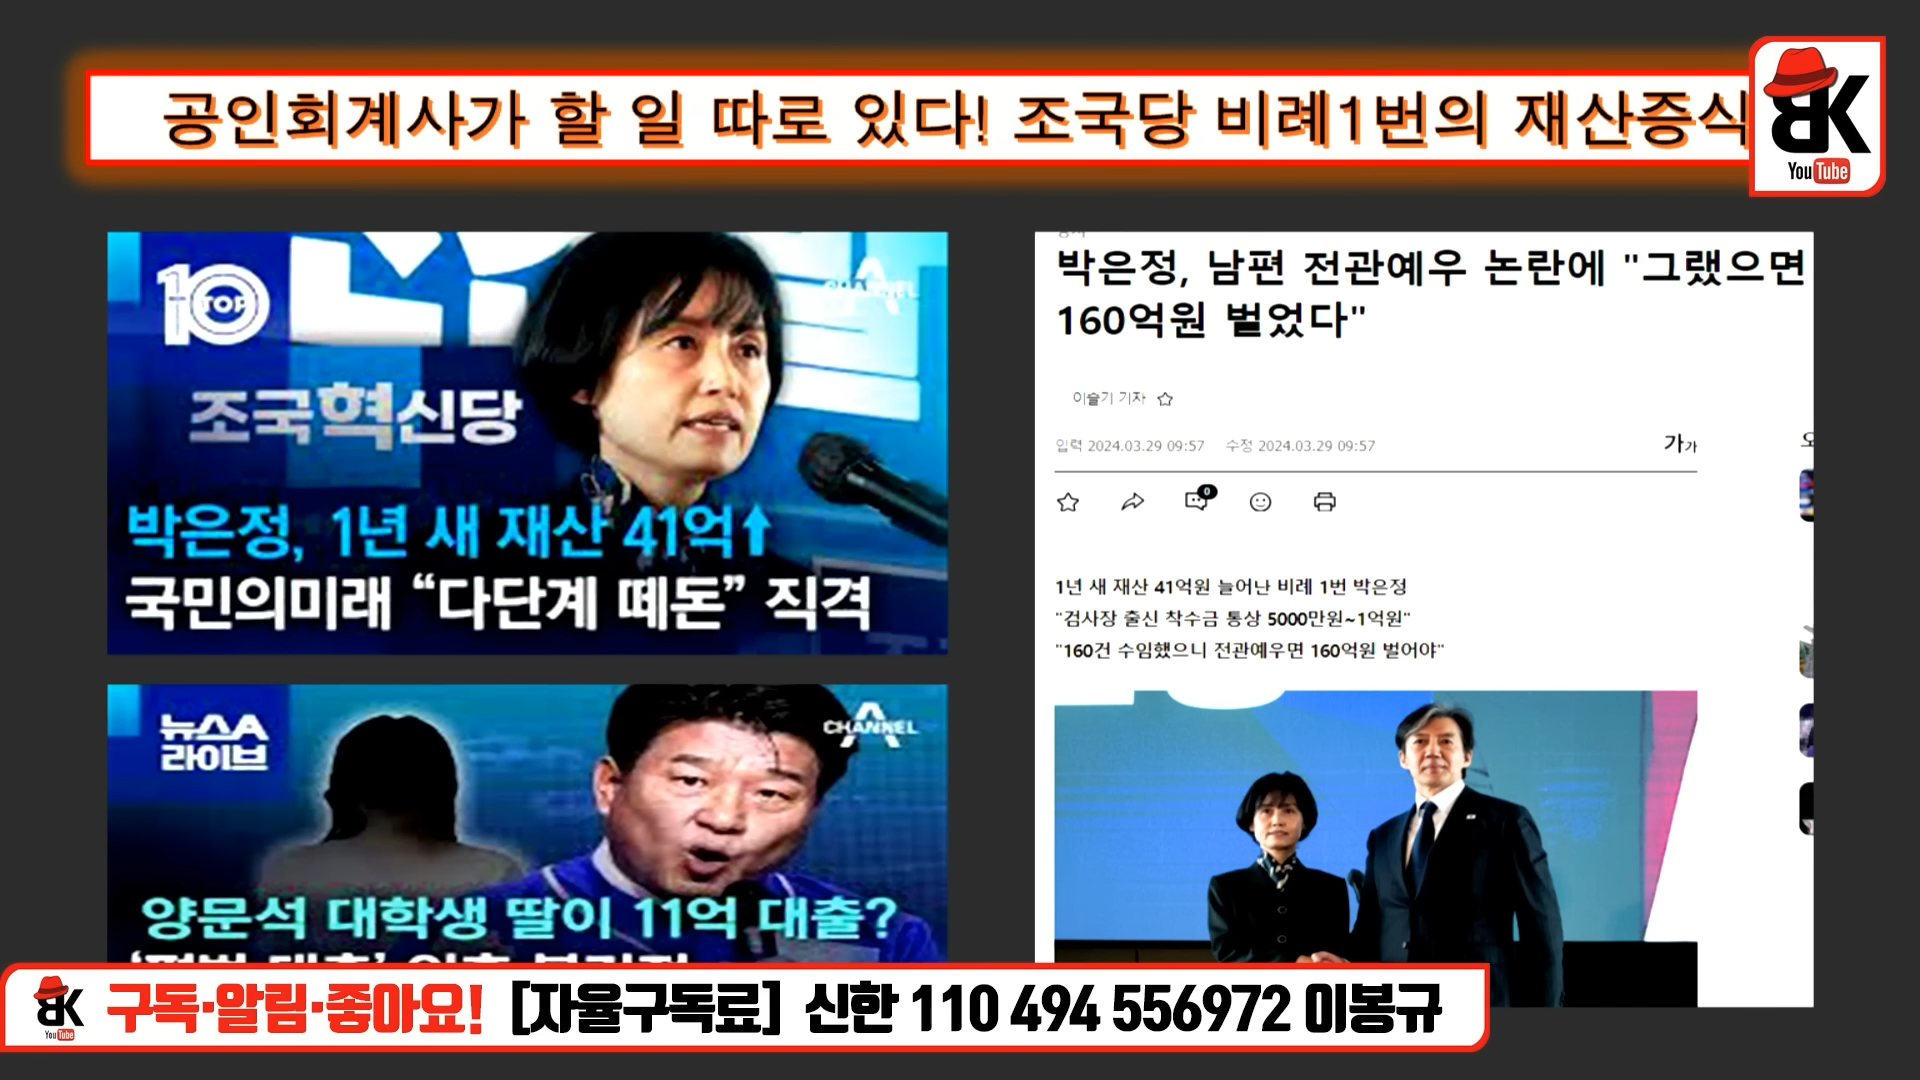 공인회계사가 할 일 따로 있다! 조국당 비례1번의 재산증식
BK
YouTube
TOP 10
CHANNEL A
조국혁신당
박은정, 1년 새 재산 41억↑
국민의미래 “다단계 떼돈” 직격
뉴스A
라이브
CHANNEL A
양문석 대학생 딸이 11억 대출?
박은정, 남편 전관예우 논란에 "그랬으면
160억원 벌었다"
이슬기 기자
입력 2024.03.29 09:57 수정 2024.03.29 09:57
가가
0
1년 새 재산 41억원 늘어난 비례 1번 박은정
"검사장 출신 착수금 통상 5000만원~1억원"
"160건 수임했으니 전관예우면 160억원 벌어야"
BK
YouTube
구독·알림·좋아요! [자율구독료] 신한 110 494 556972 이봉규